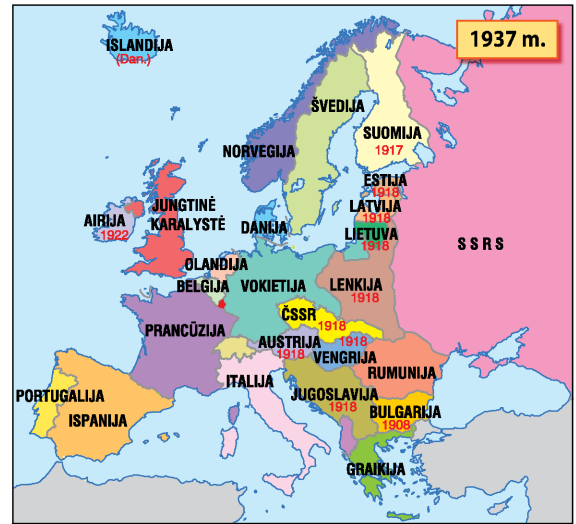 1937 m.
ISLANDIJA
(Dan.)
ŠVEDIJA
SUOMIJA
1917
NORVEGIJA
ESTIJA
1918
LATVIJA
1918
LIETUVA
1918
JUNGTINĖ
KARALYSTĖ
AIRIJA
1922
DANIJA
SSRS
OLANDIJA
BELGIJA
VOKIETIJA
LENKIJA
1918
ČSSR
1918
PRANCŪZIJA
AUSTRIJA
1918
1918
VENGRIJA
RUMUNIJA
ITALIJA
JUGOSLAVIJA
1918
BULGARIJA
1908
PORTUGALIJA
ISPANIJA
GRAIKIJA